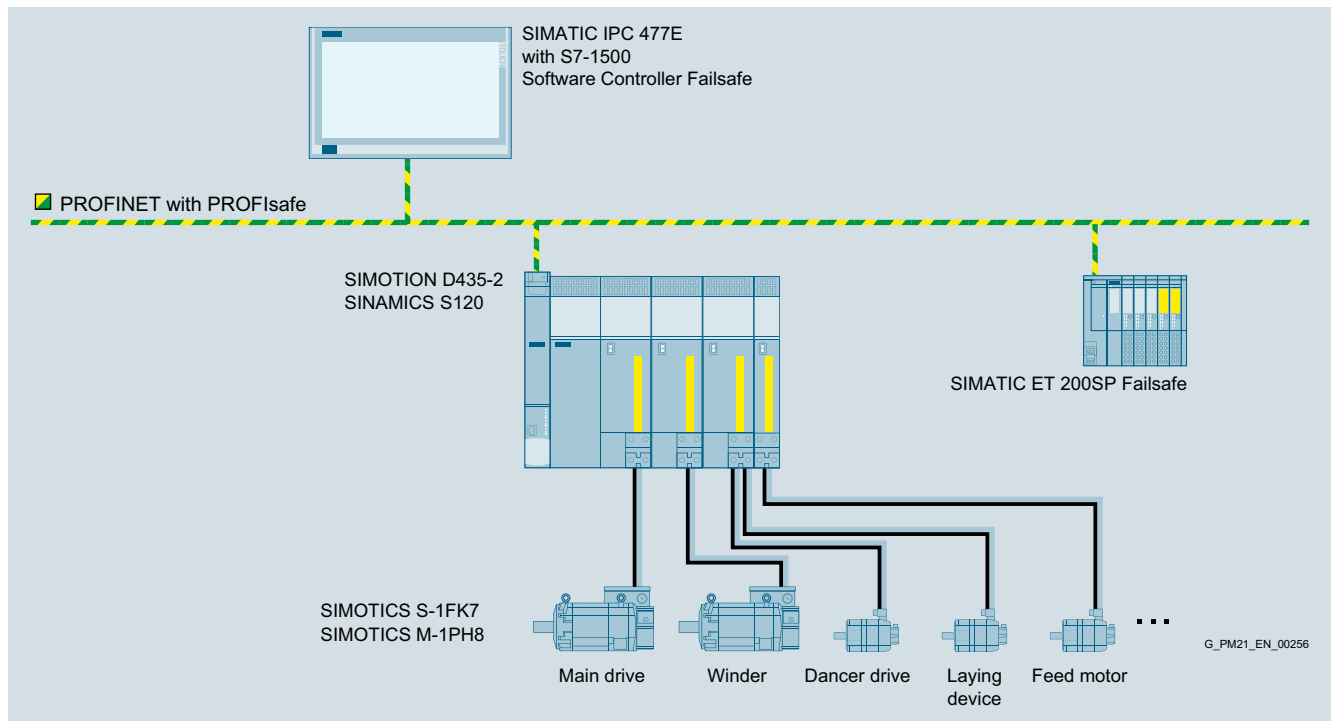 SIMATIC IPC 477E
with S7-1500
Software Controller Failsafe
PROFINET with PROFIsafe
SIMOTION D435-2
SINAMICS S120
SIMATIC ET 200SP Failsafe
SIMOTICS S-1FK7
SIMOTICS M-1PH8
Main drive
Winder
Dancer drive
Laying
device
Feed motor
...
G_PM21_EN_00256